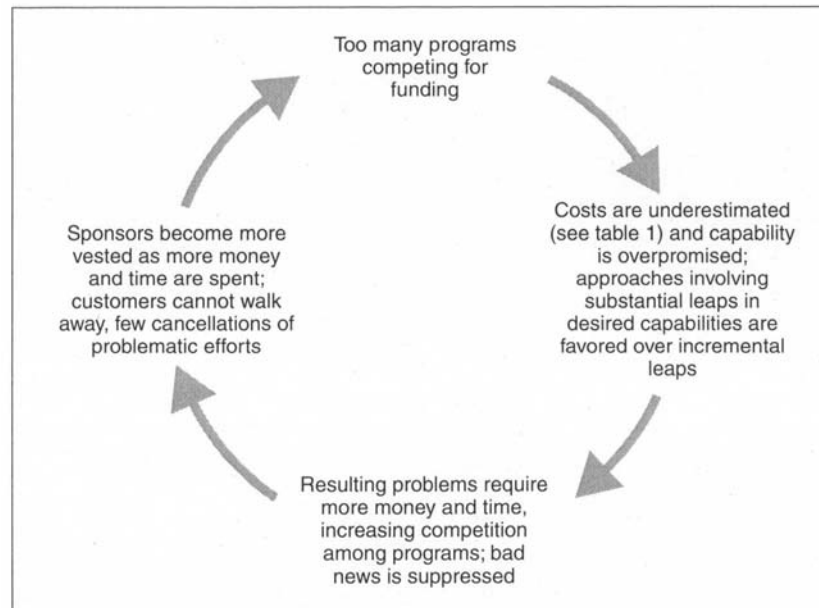 Too many programs
competing for
funding
Costs are underestimated
(see table 1) and capability
is overpromised;
approaches involving
substantial leaps in
desired capabilities are
favored over incremental
leaps
Resulting problems require
more money and time,
increasing competition
among programs; bad
news is suppressed
Sponsors become more
vested as more money
and time are spent;
customers cannot walk
away, few cancellations of
problematic efforts